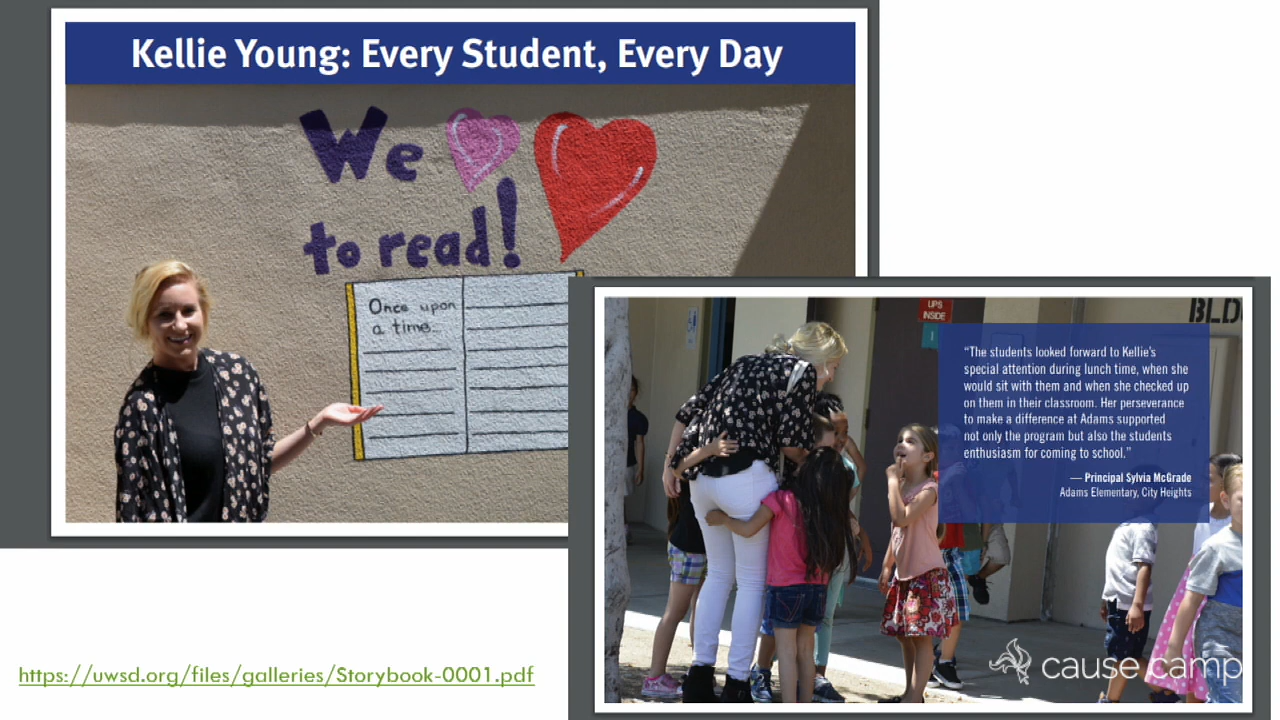 Kellie Young: Every Student, Every Day
We
to read!
Once upon
a time...
UPS
INSIDE
1
BLD
“The students looked forward to Kellie’s
special attention during lunch time, when she
would sit with them and when she checked up
on them in their classroom. Her perseverance
to make a difference at Adams supported
not only the program but also the students
enthusiasm for coming to school.”
— Principal Sylvia McGrade
Adams Elementary, City Heights
cause camp
https://uwsd.org/files/galleries/Storybook-0001.pdf